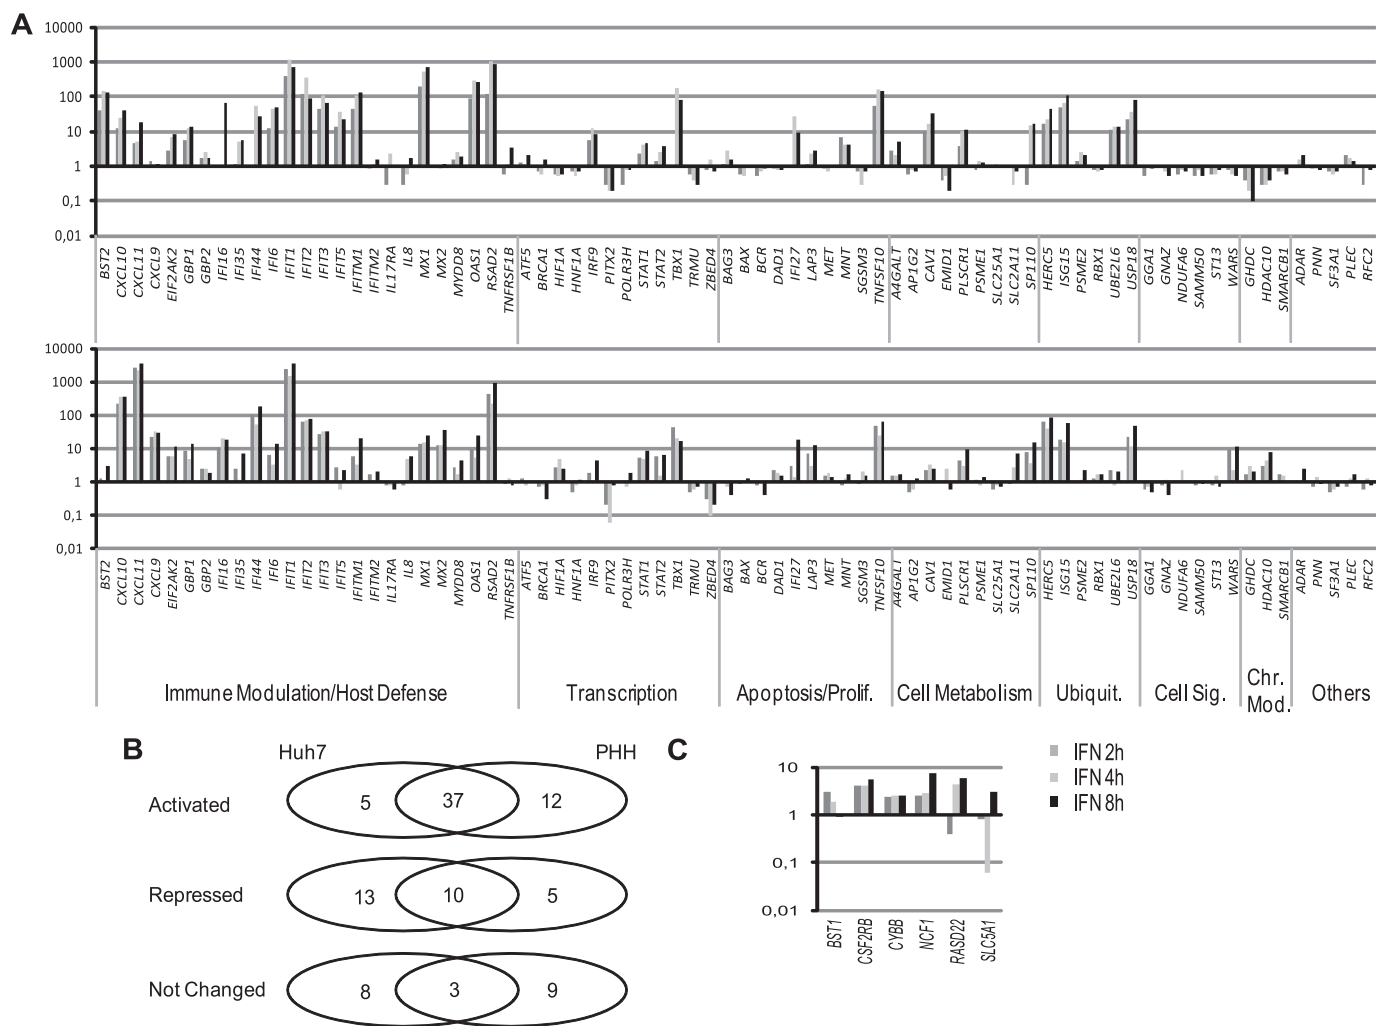 A
10000
1000
100
10
1
0,1
0,01
BST2 CXCL10 CXCL11 CXCL9 EIF2AK2 GBP1 GBP2 IFI16 IFI35 IFI44 IFI6 IFIT1 IFIT2 IFIT3 IFIT5 IFITM1 IFITM2 IL17RA IL8 MX1 MX2 MYDD8 OAS1 RSAD2 TNFRSF1B ATF5 BRCA1 HIF1A HNF1A IRF9 PITX2 POLR3H STAT1 STAT2 TBX1 TRMU ZBED4 BAG3 BAX BCR DAD1 IFI27 LAP3 MET MNT SGSM3 TNFSF10 A4GALT AP1G2 CAV1 EMID1 PLSCR1 PSME1 SLC25A1 SLC2A11 SP110 HERC5 ISG15 PSME2 RBX1 UBE2L6 USP18 GGA1 GNAZ NDUFA6 SAMM50 ST13 WARS GHDC HDAC10 SMARCB1 ADAR PNN SF3A1 PLEC RFC2
10000
1000
100
10
1
0,1
0,01
BST2 CXCL10 CXCL11 CXCL9 EIF2AK2 GBP1 GBP2 IFI16 IFI35 IFI44 IFI6 IFIT1 IFIT2 IFIT3 IFIT5 IFITM1 IFITM2 IL17RA IL8 MX1 MX2 MYDD8 OAS1 RSAD2 TNFRSF1B ATF5 BRCA1 HIF1A HNF1A IRF9 PITX2 POLR3H STAT1 STAT2 TBX1 TRMU ZBED4 BAG3 BAX BCR DAD1 IFI27 LAP3 MET MNT SGSM3 TNFSF10 A4GALT AP1G2 CAV1 EMID1 PLSCR1 PSME1 SLC25A1 SLC2A11 SP110 HERC5 ISG15 PSME2 RBX1 UBE2L6 USP18 GGA1 GNAZ NDUFA6 SAMM50 ST13 WARS GHDC HDAC10 SMARCB1 ADAR PNN SF3A1 PLEC RFC2
Immune Modulation/Host Defense Transcription Apoptosis/Prolif. Cell Metabolism Ubiquit. Cell Sig. Chr. Mod. Others
B
Huh7 PHH
Activated 5 37 12
Repressed 13 10 5
Not Changed 8 3 9
C
IFN 2h
IFN 4h
IFN 8h
10
1
0,1
0,01
BST1 CSF2RB CYBB NCF1 RASD22 SLC5A1